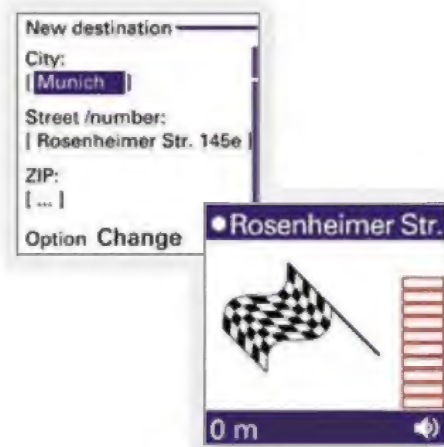 New destination
City:
[ Munich ]
Street /number:
[ Rosenheimer Str. 145e ]
ZIP:
[ ... ]
Option Change
Rosenheimer Str.
0 m